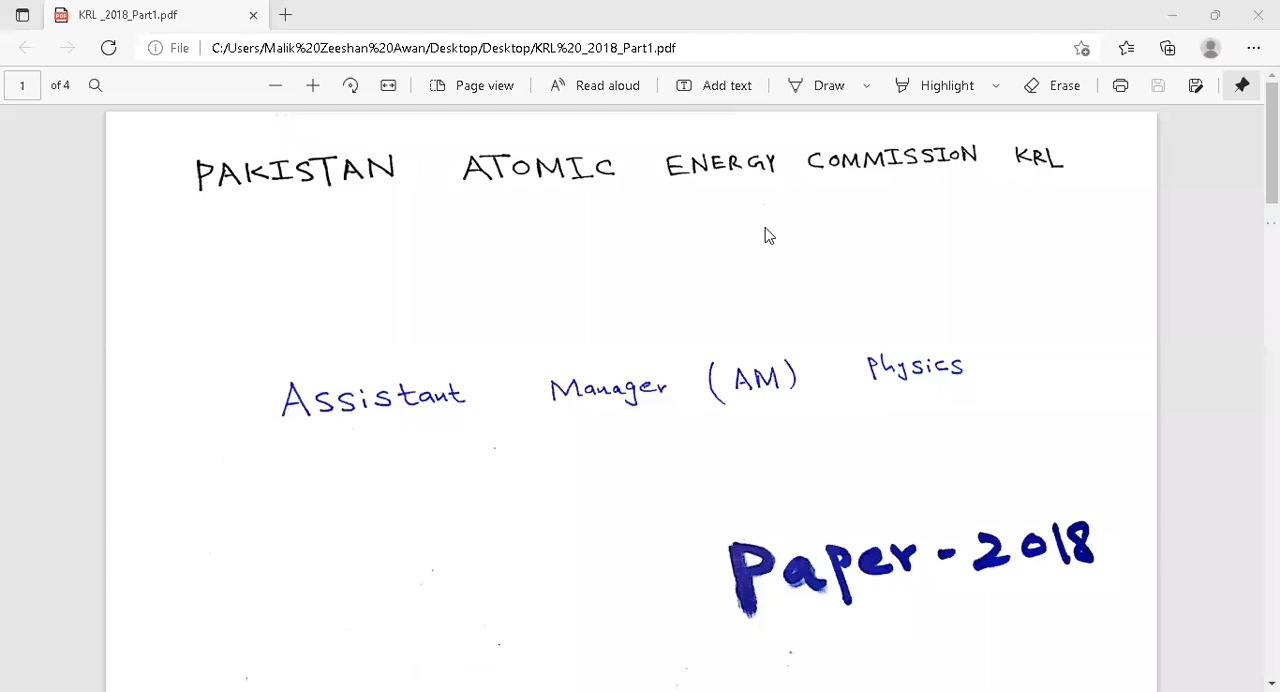 KRL _2018_Part1.pdf
File C:/Users/Malik%20Zeeshan%20Awan/Desktop/Desktop/KRL%20_2018_Part1.pdf
1 of 4 Page view Read aloud Add text Draw Highlight Erase
PAKISTAN ATOMIC ENERGY COMMISSION KRL
Assistant Manager (AM) Physics
Paper-2018